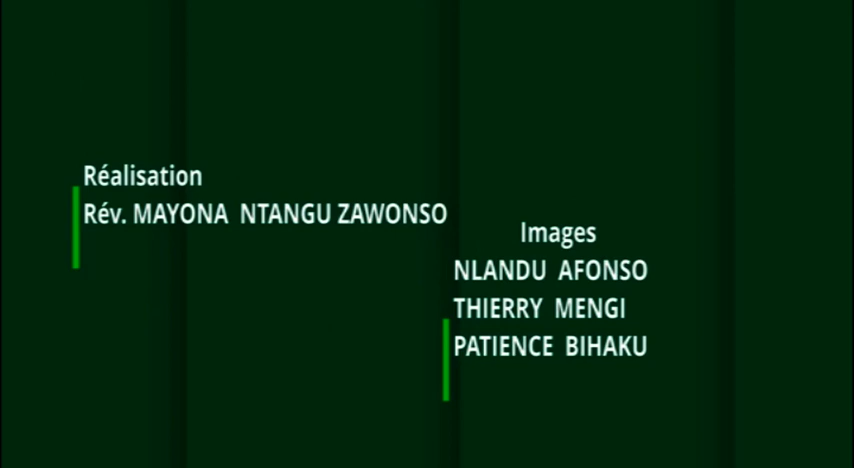 Réalisation
Rév. MAYONA NTANGU ZAWONSO
Images
NLANDU AFONSO
THIERRY MENGI
PATIENCE BIHAKU